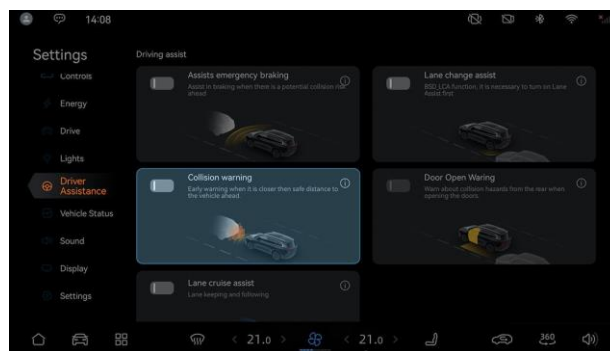 14:08
Settings
Driving assist
Controls
Energy
Drive
Lights
Driver
Assistance
Vehicle Status
Sound
Display
Settings
Assists emergency braking
Assist in braking when there is a potential collision risk
ahead
Lane change assist
BSD_LCA function, it is necessary to turn on Lane
Assist first
Collision warning
Early warning when it is closer then safe distance to
the vehicle ahead
Door Open Waring
Warn about collision hazards from the rear when
opening the doors
Lane cruise assist
Lane keeping and following
< 21.0 >
< 21.0 >
360